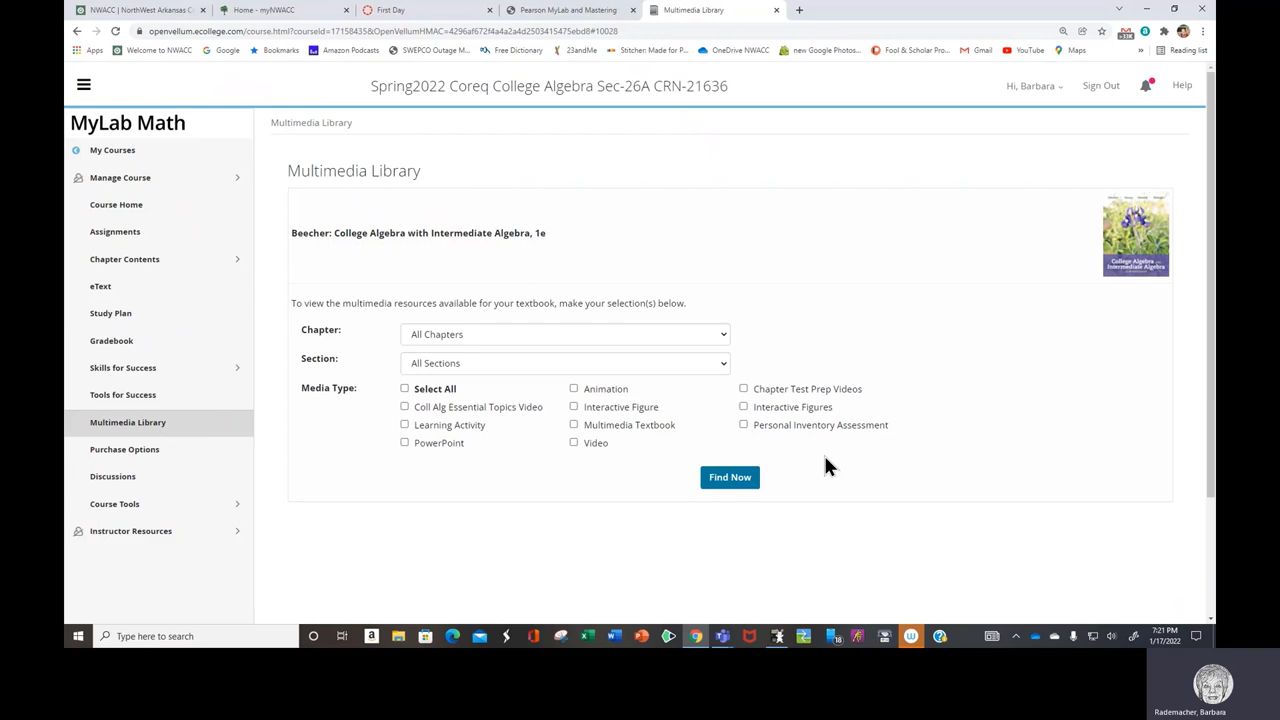 NWACC | NorthWest Arkansas C
Home - myNWACC
First Day
Pearson MyLab and Mastering
Multimedia Library
openvellum.ecollege.com/course.html?courseId=17158435&OpenVellumHMAC=4296ef2f4a4a2a4d2503415475ebd8#10028
Apps
Welcome to NWACC
Google
Bookmarks
Amazon Podcasts
SWEPCO Outage M...
Free Dictionary
23andMe
Stitcher: Made for P...
OneDrive NWACC
new Google Photos...
Fool & Scholar Pro...
Gmail
YouTube
Maps
»
Reading list
Spring2022 Coreq College Algebra Sec-26A CRN-21636
Hi, Barbara
Sign Out
Help
MyLab Math
Multimedia Library
My Courses
Manage Course
Course Home
Assignments
Chapter Contents
eText
Study Plan
Gradebook
Skills for Success
Tools for Success
Multimedia Library
Purchase Options
Discussions
Course Tools
Instructor Resources
Multimedia Library
Beecher: College Algebra with Intermediate Algebra, 1e
College Algebra
Intermediate Algebra
To view the multimedia resources available for your textbook, make your selection(s) below.
Chapter: All Chapters
Section: All Sections
Media Type: Select All Animation Chapter Test Prep Videos
Coll Alg Essential Topics Video Interactive Figure Interactive Figures
Learning Activity Multimedia Textbook Personal Inventory Assessment
PowerPoint Video
Find Now
Type here to search
7:21 PM
1/17/2022
Rademacher, Barbara